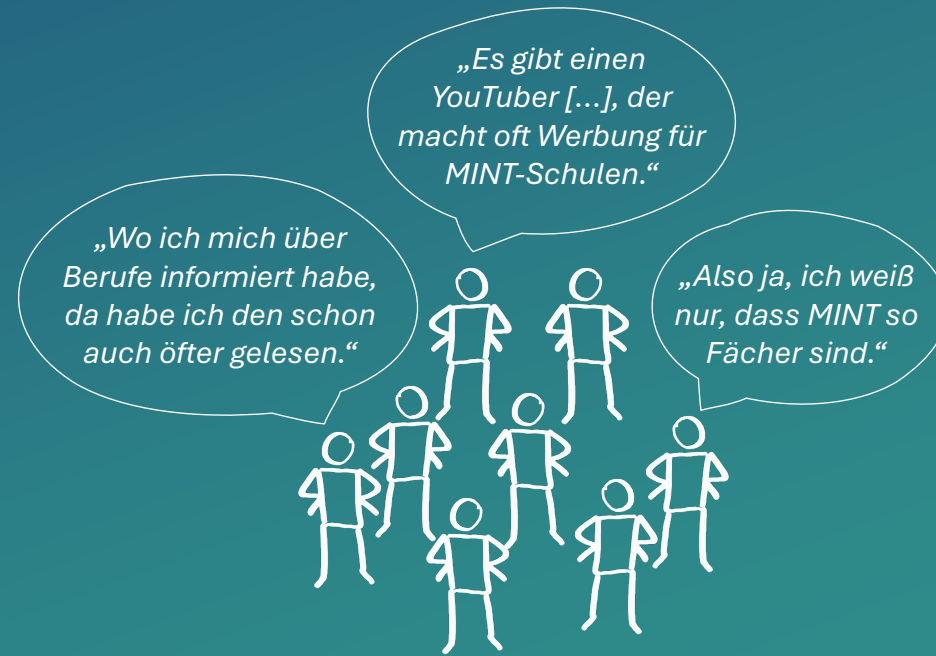 „Es gibt einen
YouTuber [...], der
macht oft Werbung für
MINT-Schulen.“
„Wo ich mich über
Berufe informiert habe,
da habe ich den schon
auch öfter gelesen.“
„Also ja, ich weiß
nur, dass MINT so
Fächer sind.“